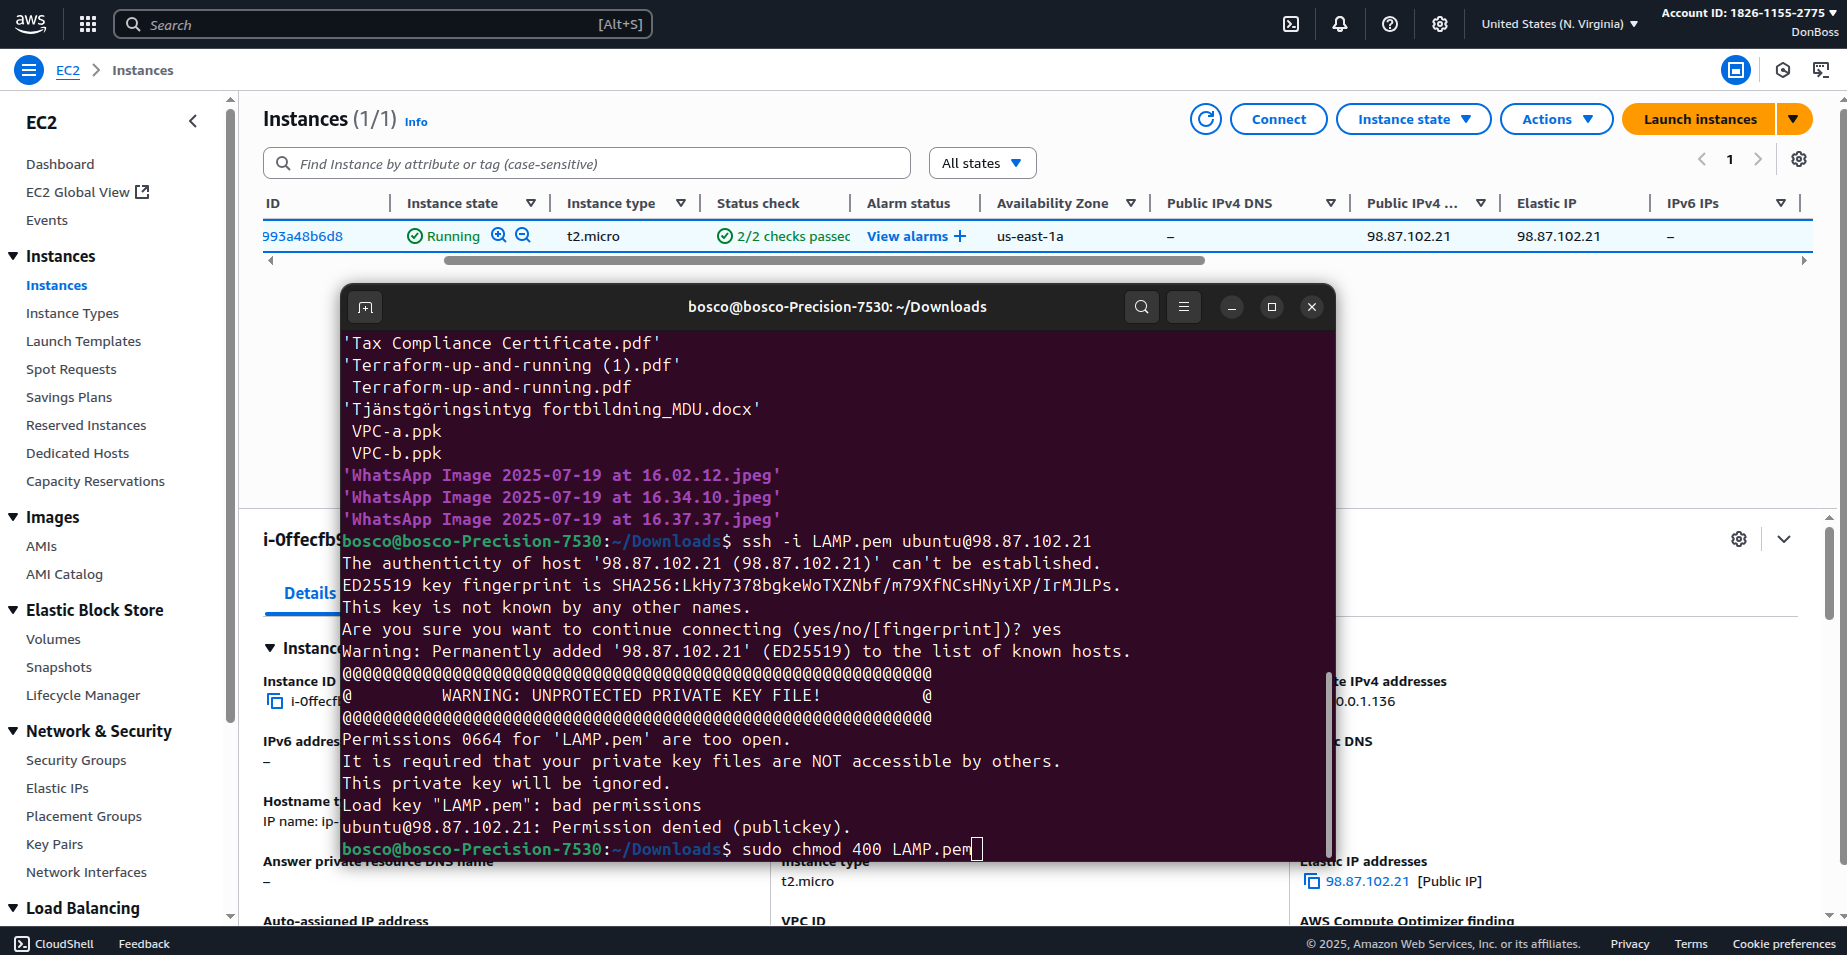 aws
Search
[Alt+S]
United States (N. Virginia)
Account ID: 1826-1155-2775
DonBoss
EC2
Instances
EC2
Dashboard
EC2 Global View
Events
Instances
Instances
Instance Types
Launch Templates
Spot Requests
Savings Plans
Reserved Instances
Dedicated Hosts
Capacity Reservations
Images
AMIs
AMI Catalog
Elastic Block Store
Volumes
Snapshots
Lifecycle Manager
Network & Security
Security Groups
Elastic IPs
Placement Groups
Key Pairs
Network Interfaces
Load Balancing
Instances (1/1) Info
Connect
Instance state
Actions
Launch instances
Find Instance by attribute or tag (case-sensitive)
All states
1
ID Instance state Instance type Status check Alarm status Availability Zone Public IPv4 DNS Public IPv4 ... Elastic IP IPv6 IPs
993a48b6d8 Running t2.micro 2/2 checks passec View alarms + us-east-1a – 98.87.102.21 98.87.102.21 –
bosco@bosco-Precision-7530: ~/Downloads
'Tax Compliance Certificate.pdf'
'Terraform-up-and-running (1).pdf'
Terraform-up-and-running.pdf
'Tjänstgöringsintyg fortbildning_MDU.docx'
VPC-a.ppk
VPC-b.ppk
'WhatsApp Image 2025-07-19 at 16.02.12.jpeg'
'WhatsApp Image 2025-07-19 at 16.34.10.jpeg'
'WhatsApp Image 2025-07-19 at 16.37.37.jpeg'
bosco@bosco-Precision-7530:~/Downloads$ ssh -i LAMP.pem ubuntu@98.87.102.21
The authenticity of host '98.87.102.21 (98.87.102.21)' can't be established.
ED25519 key fingerprint is SHA256:LkHy7378bgkeWoTXZNbf/m79XfNCsHNyiXP/IrMJLPs.
This key is not known by any other names.
Are you sure you want to continue connecting (yes/no/[fingerprint])? yes
Warning: Permanently added '98.87.102.21' (ED25519) to the list of known hosts.
@@@@@@@@@@@@@@@@@@@@@@@@@@@@@@@@@@@@@@@@@@@@@@@@@@@@@@@@@@@
@         WARNING: UNPROTECTED PRIVATE KEY FILE!          @
@@@@@@@@@@@@@@@@@@@@@@@@@@@@@@@@@@@@@@@@@@@@@@@@@@@@@@@@@@@
Permissions 0664 for 'LAMP.pem' are too open.
It is required that your private key files are NOT accessible by others.
This private key will be ignored.
Load key "LAMP.pem": bad permissions
ubuntu@98.87.102.21: Permission denied (publickey).
bosco@bosco-Precision-7530:~/Downloads$ sudo chmod 400 LAMP.pem
i-0ffecfb9
Details
Instance
Instance ID
i-0ffecfb
IPv6 addres
–
Hostname t
IP name: ip-
Answer private resource DNS name
–
Auto-assigned IP address
Instance type
t2.micro
VPC ID
te IPv4 addresses
0.0.1.136
c DNS
Elastic IP addresses
98.87.102.21 [Public IP]
AWS Compute Optimizer finding
CloudShell
Feedback
© 2025, Amazon Web Services, Inc. or its affiliates.
Privacy
Terms
Cookie preferences